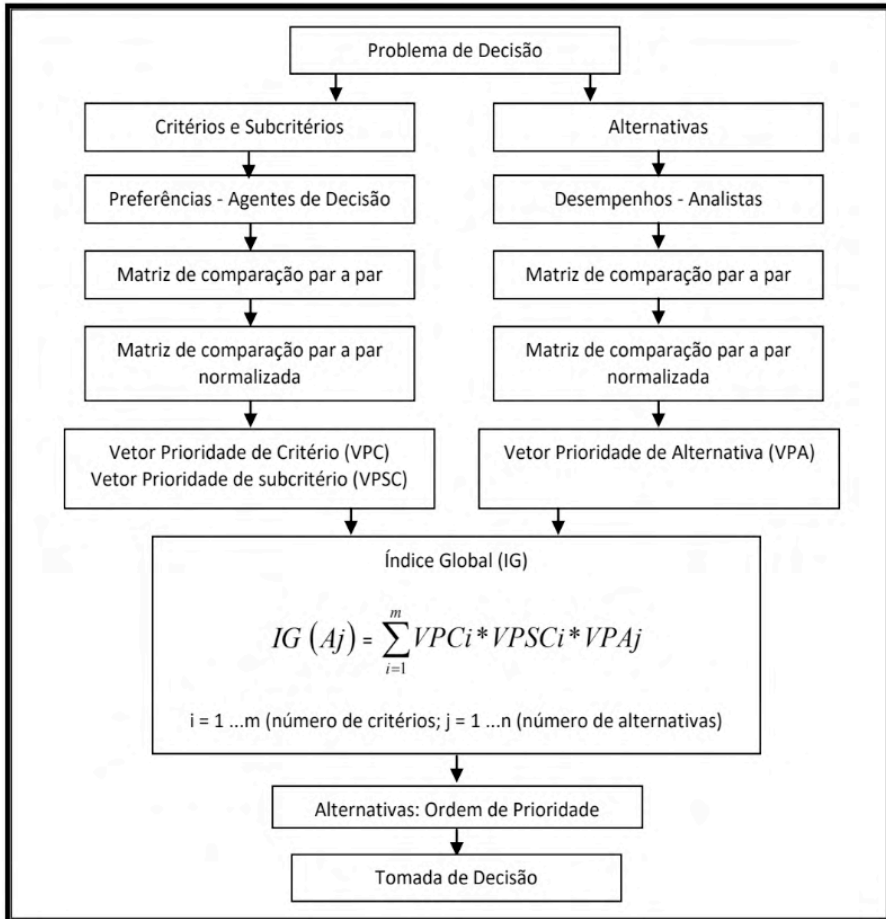 Problema de Decisão
Critérios e Subcritérios
Alternativas
Preferências - Agentes de Decisão
Desempenhos - Analistas
Matriz de comparação par a par
Matriz de comparação par a par
Matriz de comparação par a par
normalizada
Matriz de comparação par a par
normalizada
Vetor Prioridade de Critério (VPC)
Vetor Prioridade de subcritério (VPSC)
Vetor Prioridade de Alternativa (VPA)
Índice Global (IG)
IG (Aj) = ∑_{i=1}^{m} VPCi * VPSCi * VPAj
i = 1 ...m (número de critérios; j = 1 ...n (número de alternativas)
Alternativas: Ordem de Prioridade
Tomada de Decisão